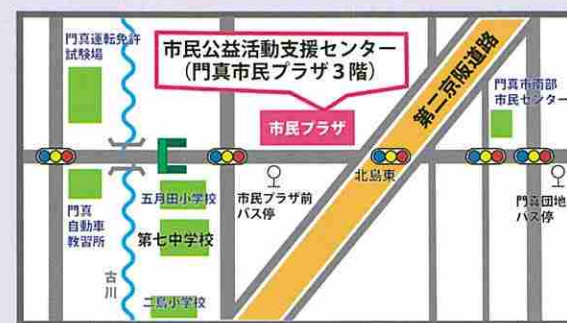 門真運転免許
試験場
市民公益活動支援センター
(門真市民プラザ3階)
第二京阪道路
門真市南部
市民センター
市民プラザ
北島東
五月田小学校
市民プラザ前
バス停
門真団地
バス停
門真
自動車
教習所
第七中学校
古川
二島小学校